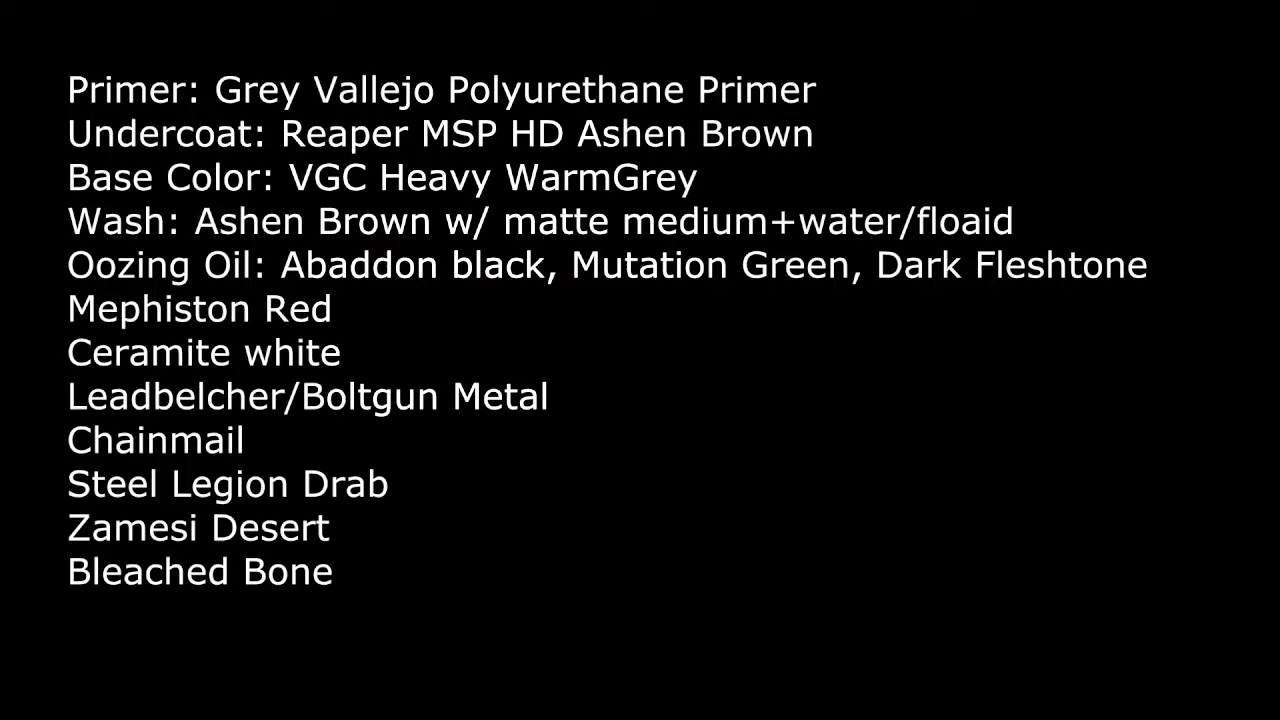 Primer: Grey Vallejo Polyurethane Primer
Undercoat: Reaper MSP HD Ashen Brown
Base Color: VGC Heavy WarmGrey
Wash: Ashen Brown w/ matte medium+water/floaid
Oozing Oil: Abaddon black, Mutation Green, Dark Fleshtone
Mephiston Red
Ceramite white
Leadbelcher/Boltgun Metal
Chainmail
Steel Legion Drab
Zamesi Desert
Bleached Bone